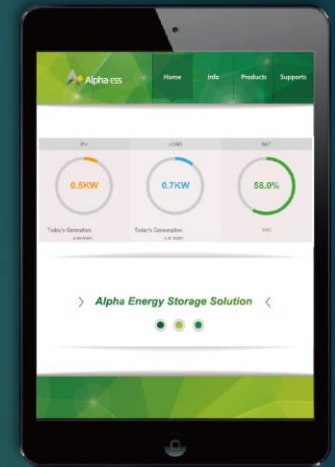 Alpha-ESS
Home Info Products Supports
PV LOAD BAT
0.5KW 0.7KW 58.0%
Today's Generation: Today's Consumption: SOC
Alpha Energy Storage Solution